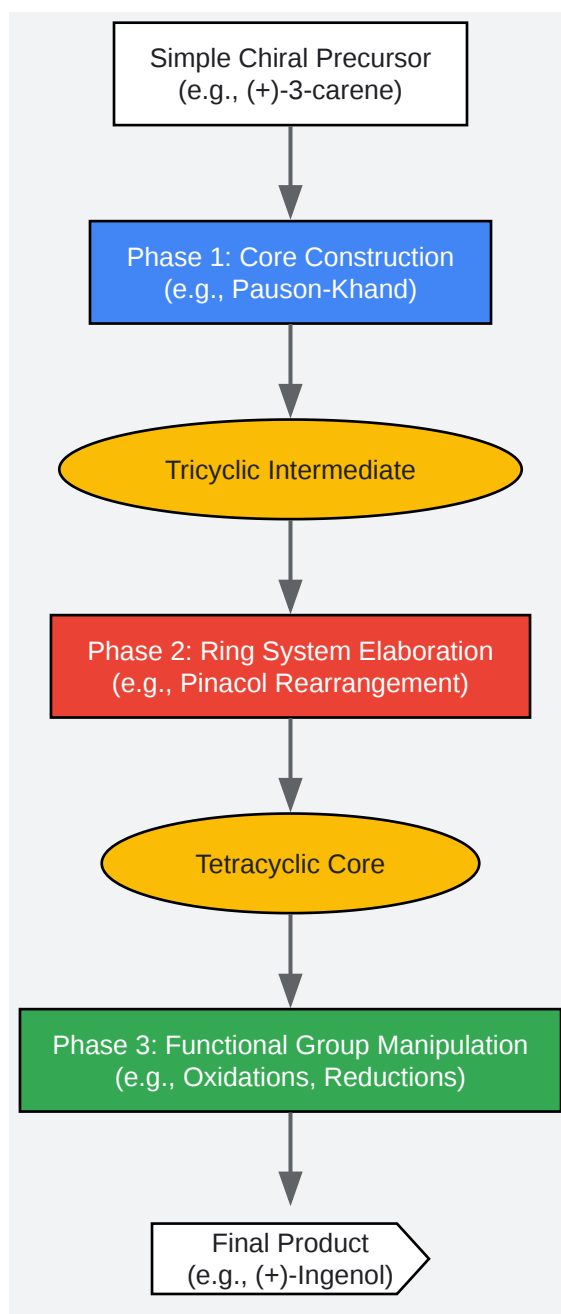 Simple Chiral Precursor
(e.g., (+)-3-carene)
Phase 1: Core Construction
(e.g., Pauson-Khand)
Tricyclic Intermediate
Phase 2: Ring System Elaboration
(e.g., Pinacol Rearrangement)
Tetracyclic Core
Phase 3: Functional Group Manipulation
(e.g., Oxidations, Reductions)
Final Product
(e.g., (+)-Ingenol)